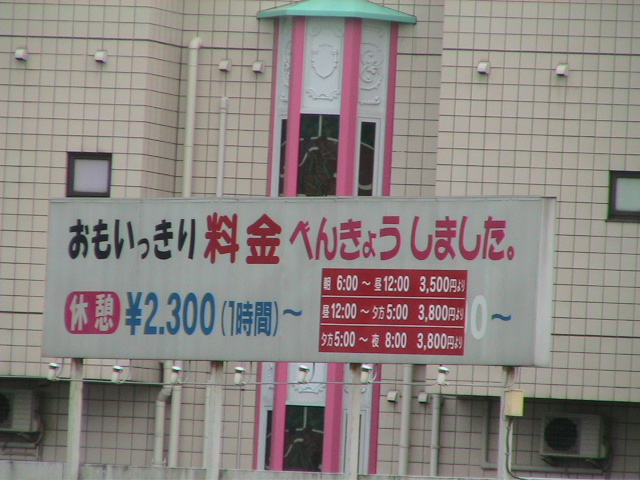 おもいっきり料金べんきょうしました。
休憩 ¥2.300(1時間)~
朝 6:00~昼12:00 3,500円より
昼12:00~夕方5:00 3,800円より
夕方5:00~夜 8:00 3,800円より
0~